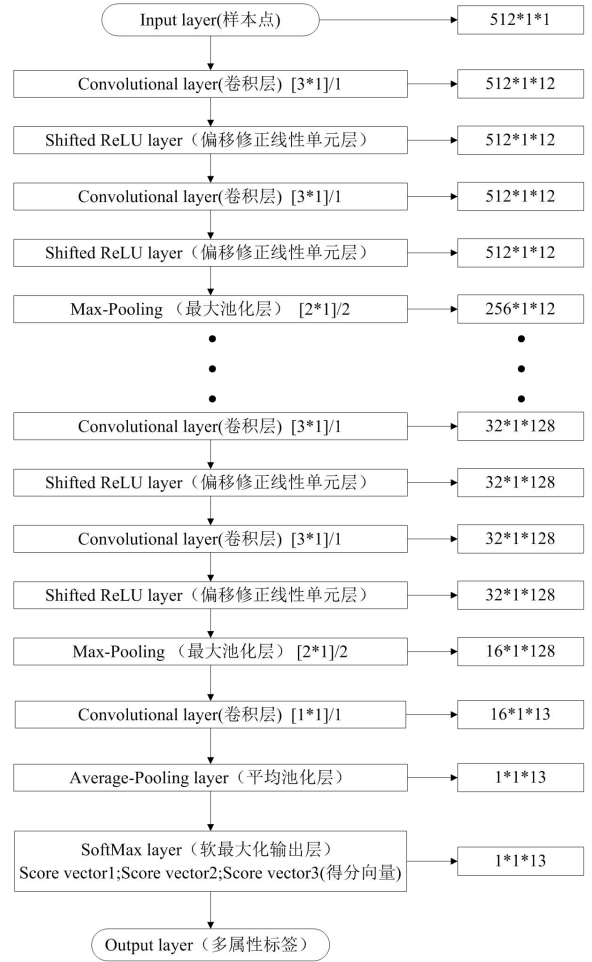 Input layer(样本点)
512*1*1
Convolutional layer(卷积层) [3*1]/1
512*1*12
Shifted ReLU layer（偏移修正线性单元层）
512*1*12
Convolutional layer(卷积层) [3*1]/1
512*1*12
Shifted ReLU layer（偏移修正线性单元层）
512*1*12
Max-Pooling （最大池化层） [2*1]/2
256*1*12
Convolutional layer(卷积层) [3*1]/1
32*1*128
Shifted ReLU layer（偏移修正线性单元层）
32*1*128
Convolutional layer(卷积层) [3*1]/1
32*1*128
Shifted ReLU layer（偏移修正线性单元层）
32*1*128
Max-Pooling （最大池化层） [2*1]/2
16*1*128
Convolutional layer(卷积层) [1*1]/1
16*1*13
Average-Pooling layer（平均池化层）
1*1*13
SoftMax layer（软最大化输出层）
Score vector1;Score vector2;Score vector3(得分向量)
1*1*13
Output layer（多属性标签）